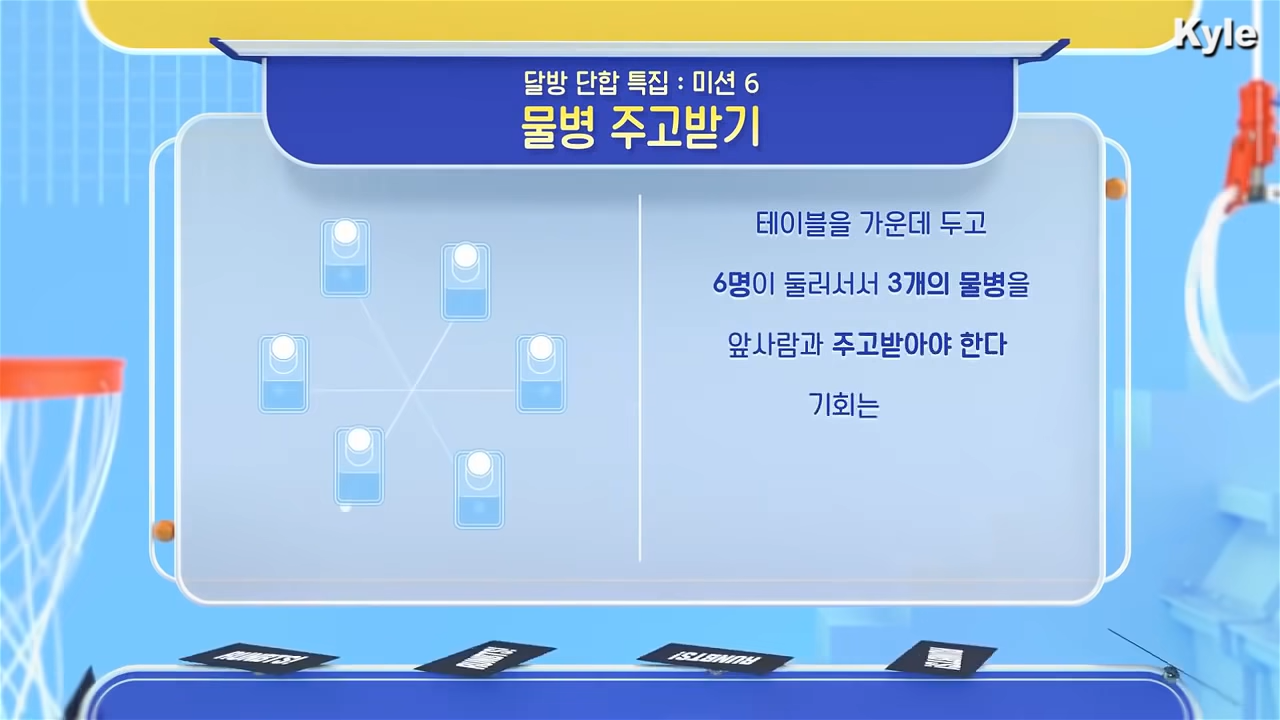 Kyle
달방 단합 특집 : 미션 6
물병 주고받기
테이블을 가운데 두고
6명이 둘러서서 3개의 물병을
앞사람과 주고받아야 한다
기회는
RUNBTS!